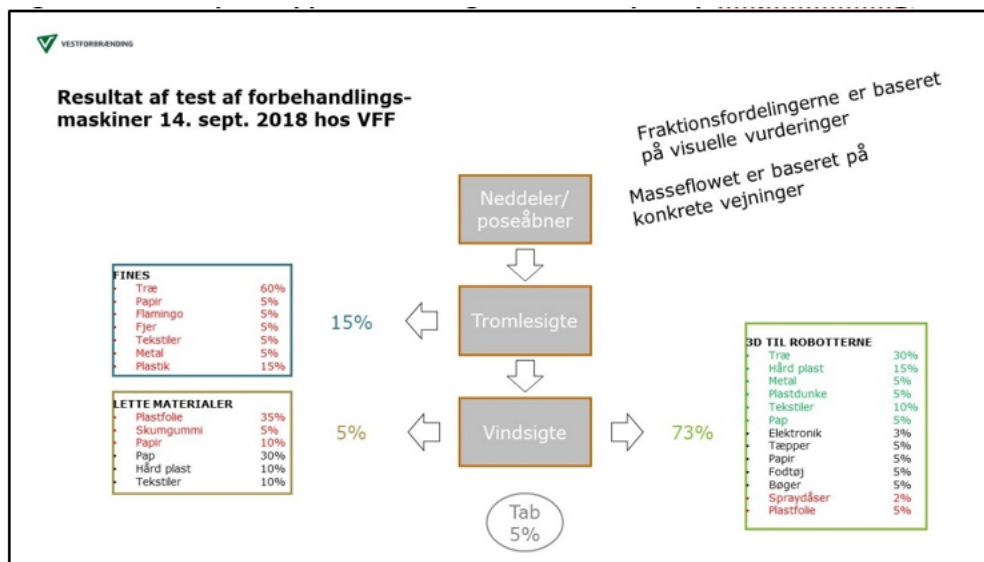 VESTFORBRÆNDING
Resultat af test af forbehandlings-
maskiner 14. sept. 2018 hos VFF
Fraktionsfordelingerne er baseret
på visuelle vurderinger
Masseflowet er baseret på
konkrete vejninger
Neddeler/
poseåbner
FINES
Træ 60%
Papir 5%
Flamingo 5%
Fjer 5%
Tekstiler 5%
Metal 5%
Plastik 15%
15%
Tromlesigte
LETTE MATERIALER
Plastfolie 35%
Skumgummi 5%
Papir 10%
Pap 30%
Hård plast 10%
Tekstiler 10%
5%
Vindsigte
73%
3D TIL ROBOTTERNE
Træ 30%
Hård plast 15%
Metal 5%
Plastdunke 5%
Tekstiler 10%
Pap 5%
Elektronik 3%
Tæpper 5%
Papir 5%
Fodtøj 5%
Bøger 5%
Spraydåser 2%
Plastfolie 5%
Tab
5%